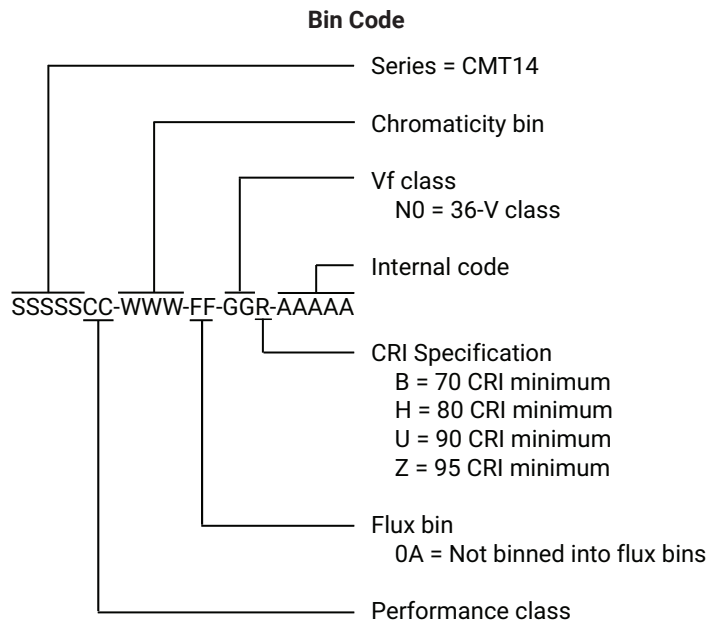 Bin Code
Series = CMT14
Chromaticity bin
Vf class
N0 = 36-V class
Internal code
SSSSSCC-WWW-FF-GGR-AAAAA
CRI Specification
B = 70 CRI minimum
H = 80 CRI minimum
U = 90 CRI minimum
Z = 95 CRI minimum
Flux bin
0A = Not binned into flux bins
Performance class